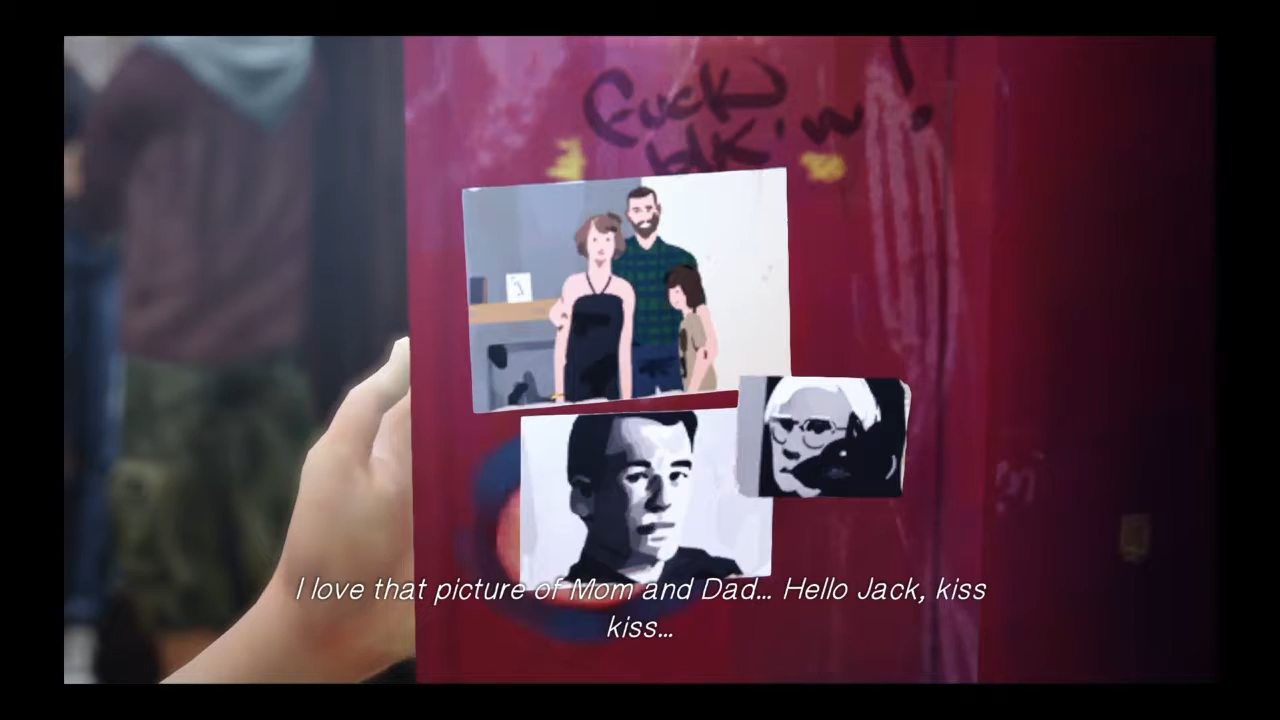 Fuck
I love that picture of Mom and Dad... Hello Jack, kiss
kiss...